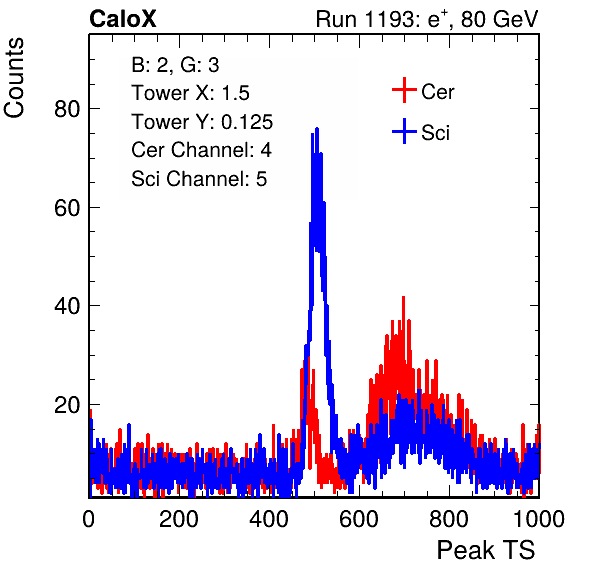 CaloX Run 1193: e⁺, 80 GeV
Counts
B: 2, G: 3
Tower X: 1.5
Tower Y: 0.125
Cer Channel: 4
Sci Channel: 5
Cer
Sci
80
60
40
20
0 200 400 600 800 1000
Peak TS